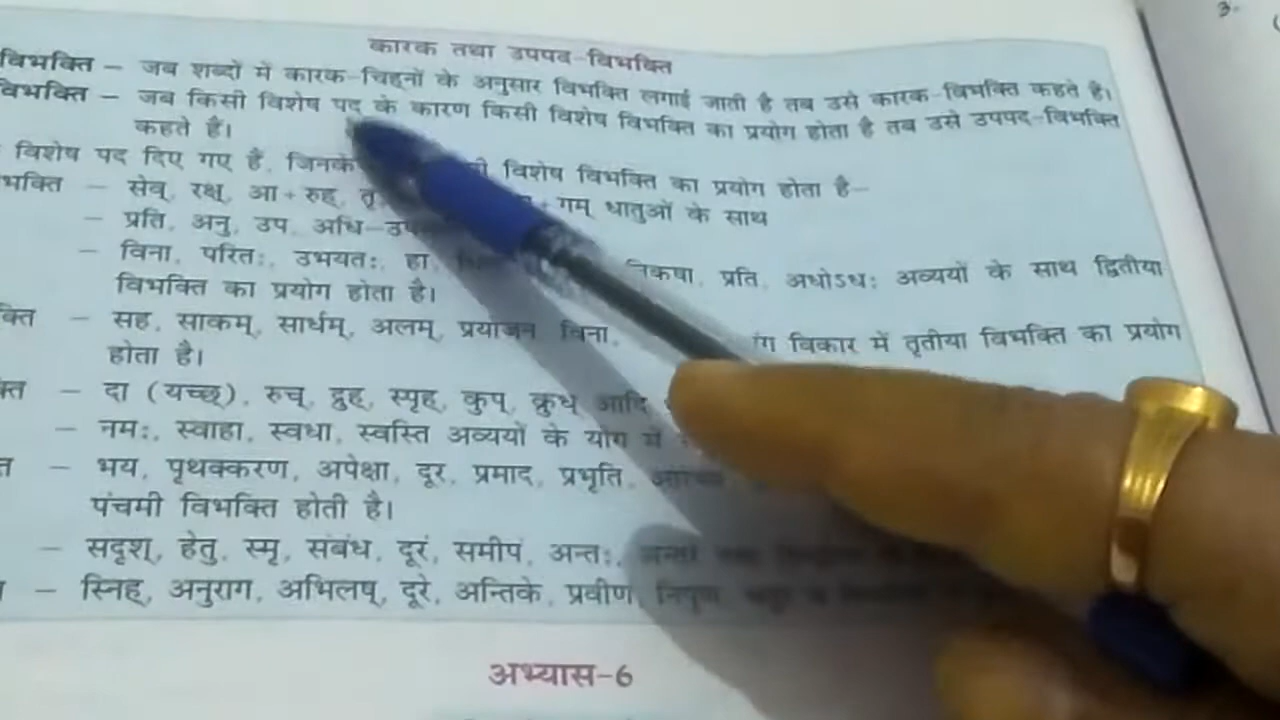 कारक तथा उपपद-विभक्ति
विभक्ति – जब शब्दों में कारक-चिह्नों के अनुसार विभक्ति लगाई जाती है तब उसे कारक-विभक्ति कहते हैं।
विभक्ति – जब किसी विशेष पद के कारण किसी विशेष विभक्ति का प्रयोग होता है तब उसे उपपद-विभक्ति
कहते हैं।
विशेष पद दिए गए हैं, जिनके विशेष विभक्ति का प्रयोग होता है–
भक्ति – सेव्, रक्ष्, आ+रुह्, गम् धातुओं के साथ
– प्रति, अनु, उप, अधि-
– विना, परितः, उभयतः, हा, निकषा, प्रति, अधोऽधः अव्ययों के साथ द्वितीया
विभक्ति का प्रयोग होता है।
क्ति – सह, साकम्, सार्धम्, अलम्, प्रयोजन, विना, विकार में तृतीया विभक्ति का प्रयोग
होता है।
क्त – दा (यच्छ्), रुच्, द्रुह्, स्पृह्, कुप्, क्रुध् आदि
– नमः, स्वाहा, स्वधा, स्वस्ति अव्ययों के योग में
त – भय, पृथक्करण, अपेक्षा, दूर, प्रमाद, प्रभृति,
पंचमी विभक्ति होती है।
– सदृश्, हेतु, स्मृ, संबंध, दूरं, समीपं, अन्तः,
– स्निह्, अनुराग, अभिलष्, दूरे, अन्तिके, प्रवीण, निपुण
अभ्यास-6
3.